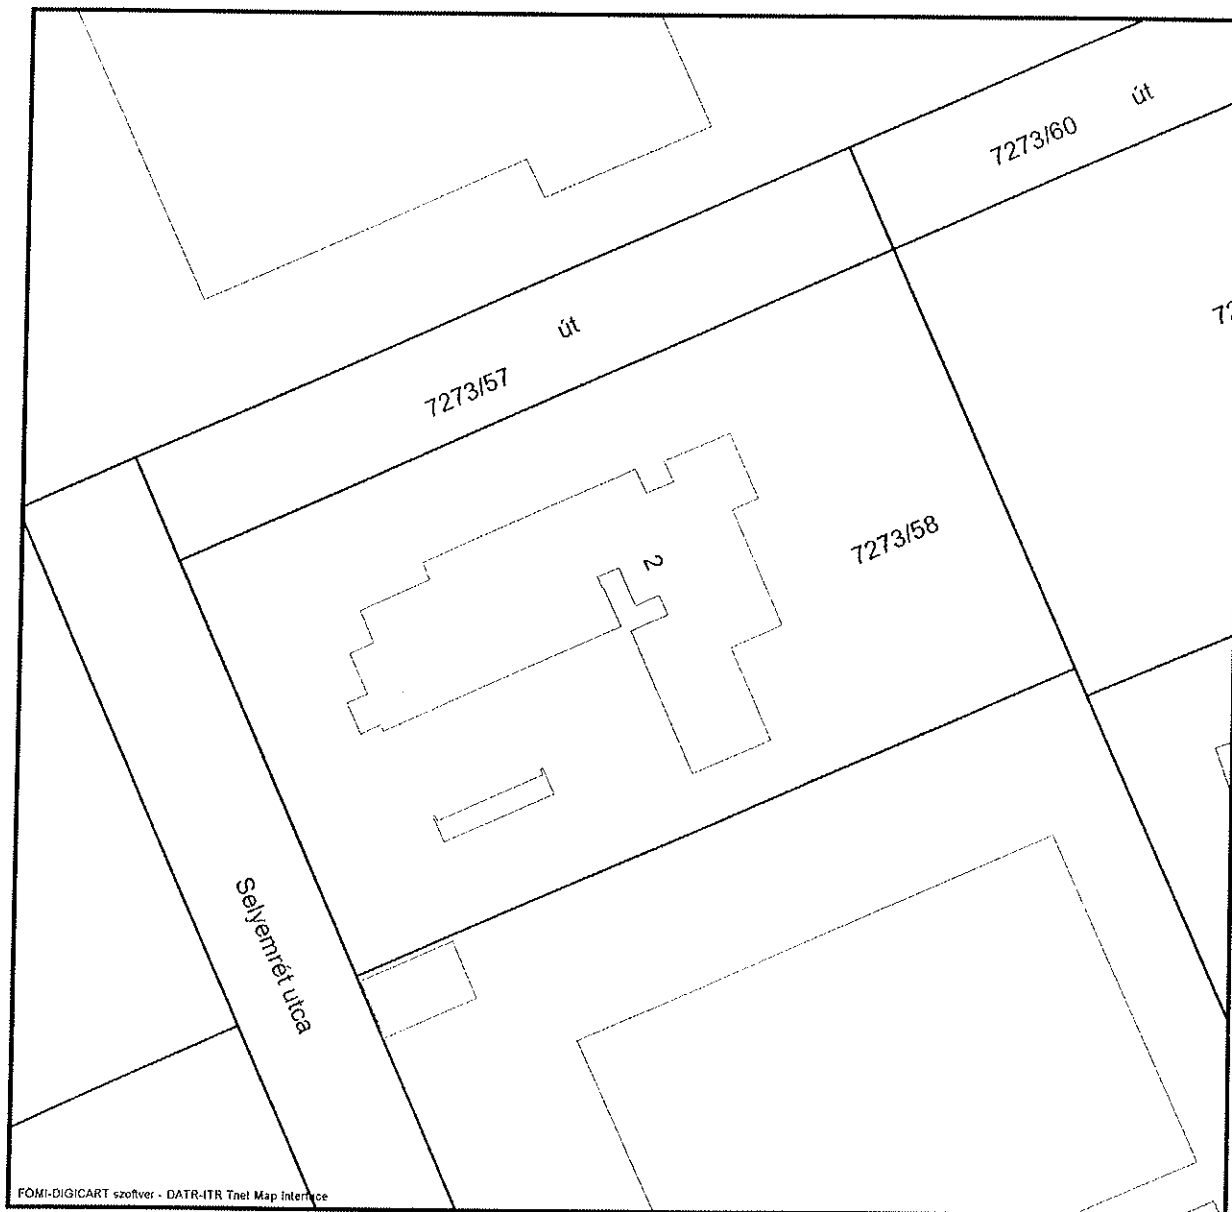 út
7273/60
út
7273/57
7273/58
2
Selyemrét utca
FÖMI-DIGICART szoftver - DATR-ITR Tnet Map Interface